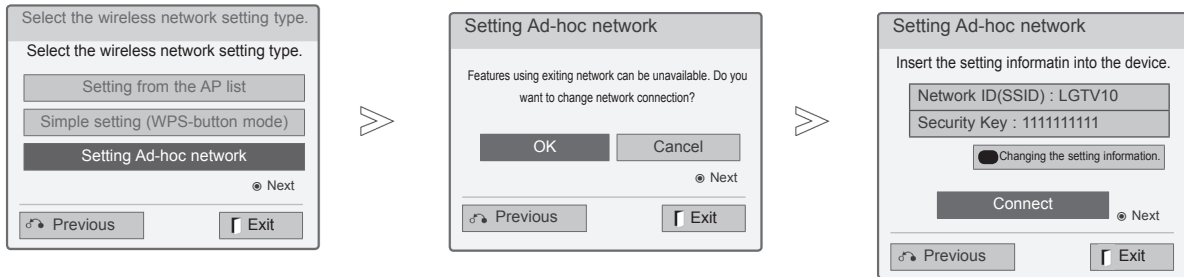 Select the wireless network setting type.
Select the wireless network setting type.
Setting from the AP list
Simple setting (WPS-button mode)
Setting Ad-hoc network
Next
Previous
Exit
Setting Ad-hoc network
Features using exiting network can be unavailable. Do you
want to change network connection?
OK
Cancel
Next
Previous
Exit
Setting Ad-hoc network
Insert the setting informatin into the device.
Network ID(SSID) : LGTV10
Security Key : 1111111111
Changing the setting information.
Connect
Next
Previous
Exit